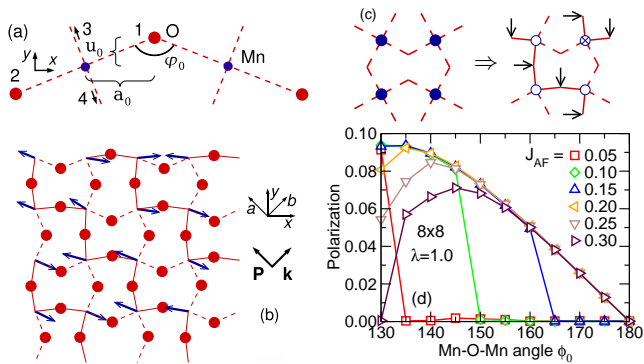 (a)
y
x
u₀
1
3
O
φ₀
Mn
2
4
a₀
(c)
⇒
y
a
b
x
P
k
(b)
0.10
0.08
0.06
0.04
0.02
0.00
Polarization
J_AF =
0.05
0.10
0.15
0.20
0.25
0.30
8x8
λ=1.0
(d)
130
140
150
160
170
180
Mn-O-Mn angle ϕ₀